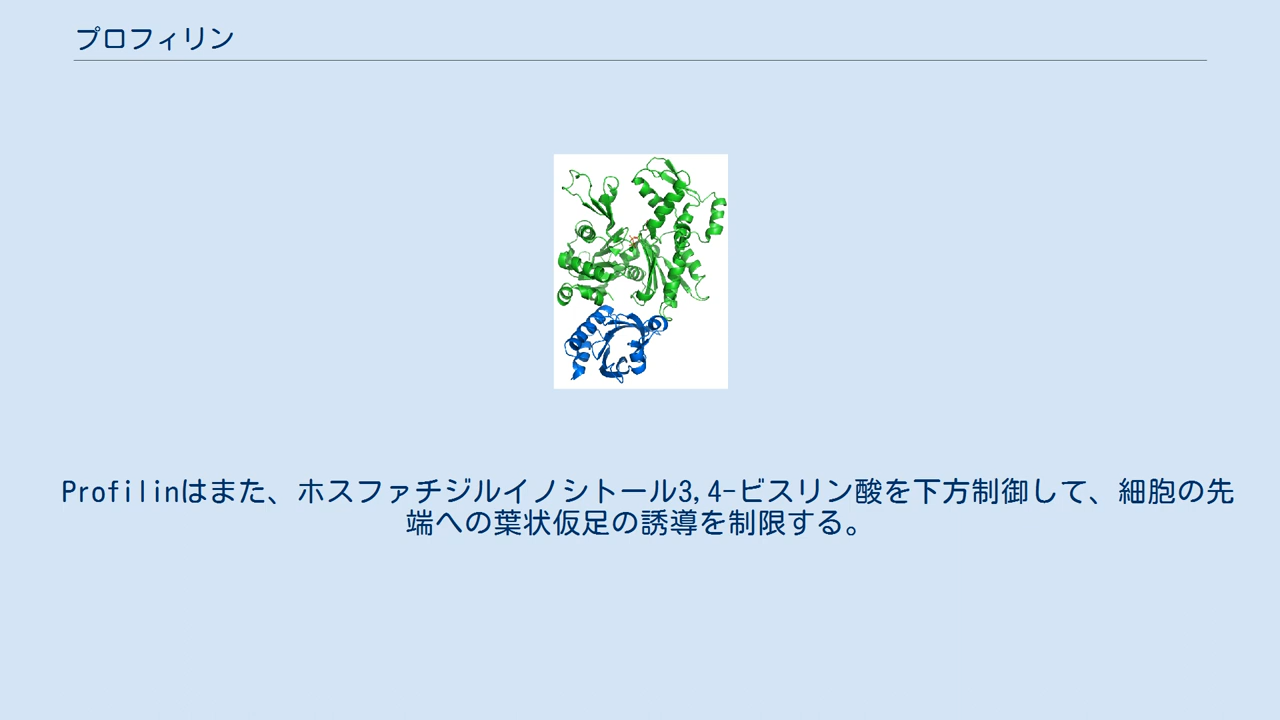 プロフィリン
Profilinはまた、ホスファチジルイノシトール3,4-ビスリン酸を下方制御して、細胞の先
端への葉状仮足の誘導を制限する。